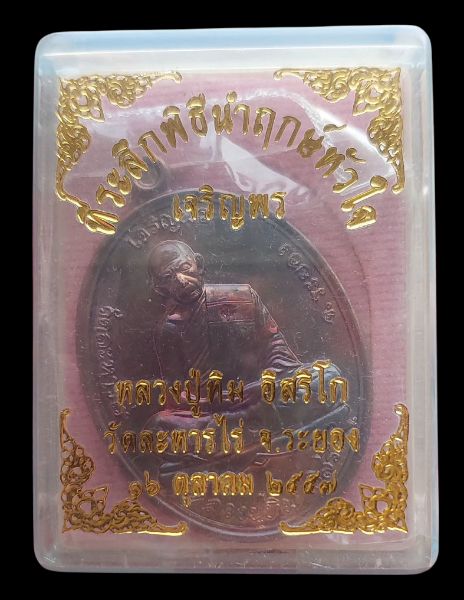 ที่ระลึกพิธีนำฤกษ์หัวใจ
เจริญพร
หลวงปู่ทิม อิสริโก
วัดละหารไร่ จ.ระยอง
๑๖ ตุลาคม ๒๕๕๗